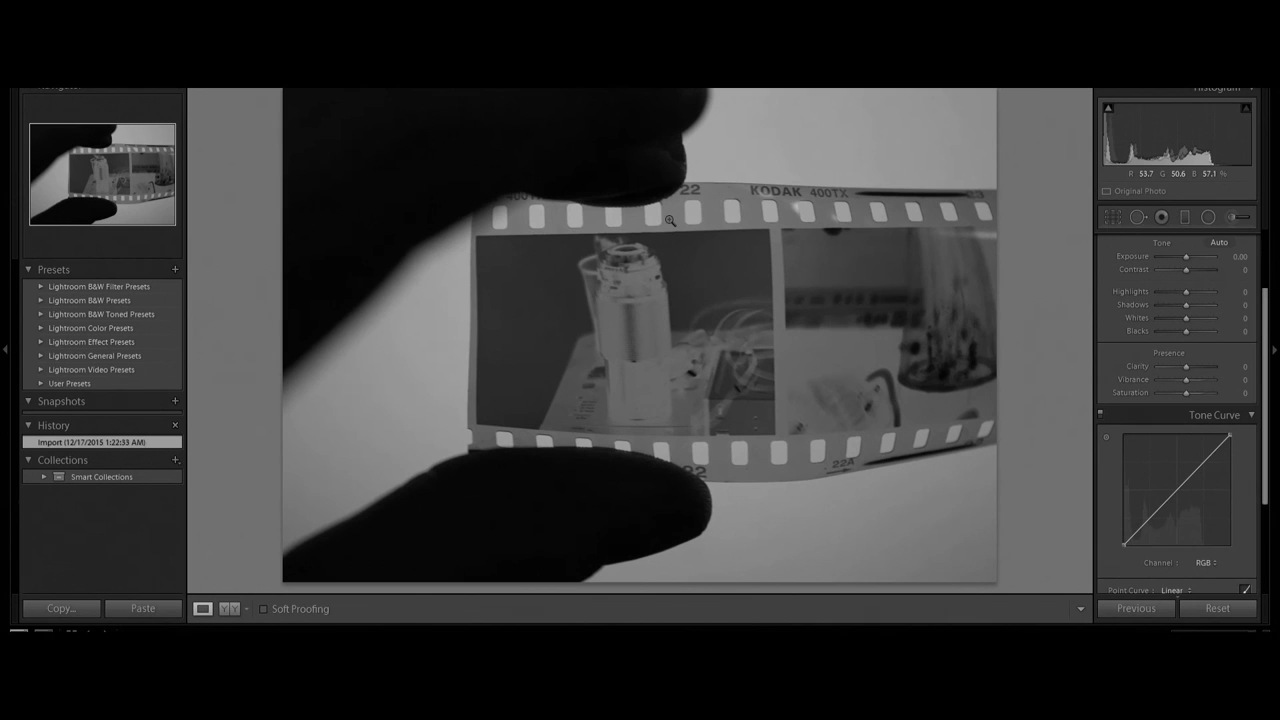 Histogram
R 53.7 G 50.6 B 57.1 %
Original Photo
22 KODAK 400TX
22
22A
Presets
Lightroom B&W Filter Presets
Lightroom B&W Presets
Lightroom B&W Toned Presets
Lightroom Color Presets
Lightroom Effect Presets
Lightroom General Presets
Lightroom Video Presets
User Presets
Snapshots
History
Import (12/17/2015 1:22:33 AM)
Collections
Smart Collections
Copy...
Paste
YY
Soft Proofing
Tone Auto
Exposure 0.00
Contrast 0
Highlights 0
Shadows 0
Whites 0
Blacks 0
Presence
Clarity 0
Vibrance 0
Saturation 0
Tone Curve
Channel : RGB
Point Curve : Linear
Previous
Reset